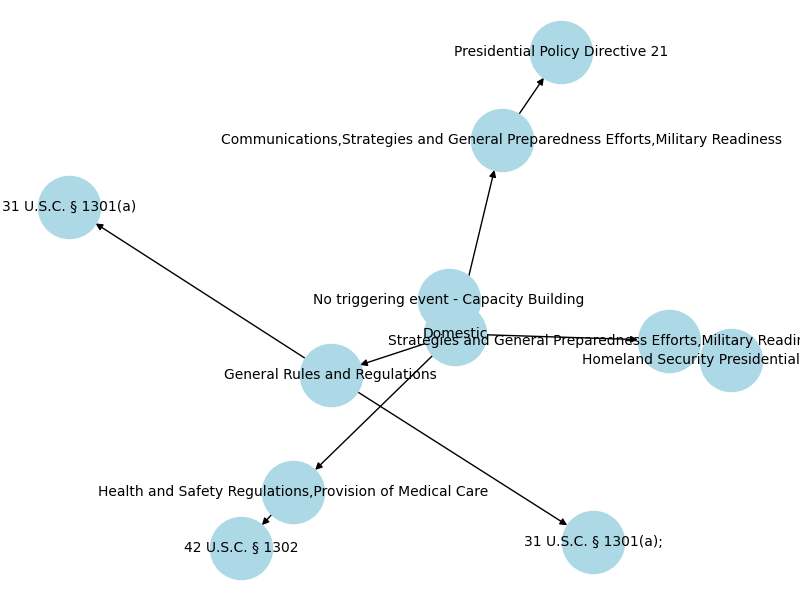 Presidential Policy Directive 21
Communications,Strategies and General Preparedness Efforts,Military Readiness
31 U.S.C. § 1301(a)
No triggering event - Capacity Building
Domestic
Strategies and General Preparedness Efforts,Military Readi
Homeland Security Presidential
General Rules and Regulations
Health and Safety Regulations,Provision of Medical Care
31 U.S.C. § 1301(a);
42 U.S.C. § 1302